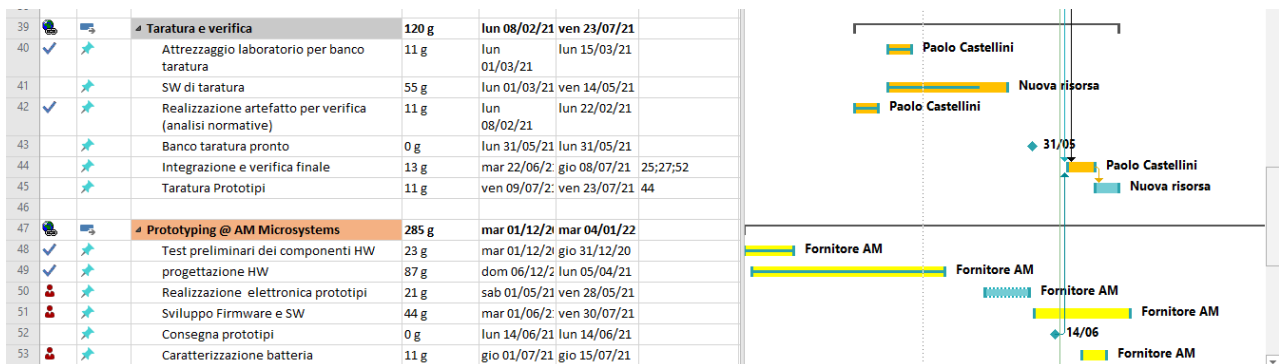 39 Taratura e verifica 120 g lun 08/02/21 ven 23/07/21
40 Attrezzaggio laboratorio per banco taratura 11 g lun 01/03/21 lun 15/03/21 Paolo Castellini
41 SW di taratura 55 g lun 01/03/21 ven 14/05/21 Nuova risorsa
42 Realizzazione artefatto per verifica (analisi normative) 11 g lun 08/02/21 lun 22/02/21 Paolo Castellini
43 Banco taratura pronto 0 g lun 31/05/21 lun 31/05/21 31/05
44 Integrazione e verifica finale 13 g mar 22/06/2 gio 08/07/21 25;27;52 Paolo Castellini
45 Taratura Prototipi 11 g ven 09/07/2 ven 23/07/21 44 Nuova risorsa
46
47 Prototyping @ AM Microsystems 285 g mar 01/12/20 mar 04/01/22
48 Test preliminari dei componenti HW 23 g mar 01/12/2 gio 31/12/20 Fornitore AM
49 progettazione HW 87 g dom 06/12/2 lun 05/04/21 Fornitore AM
50 Realizzazione elettronica prototipi 21 g sab 01/05/21 ven 28/05/21 Fornitore AM
51 Sviluppo Firmware e SW 44 g mar 01/06/2 ven 30/07/21 Fornitore AM
52 Consegna prototipi 0 g lun 14/06/21 lun 14/06/21 14/06
53 Caratterizzazione batteria 11 g gio 01/07/21 gio 15/07/21 Fornitore AM